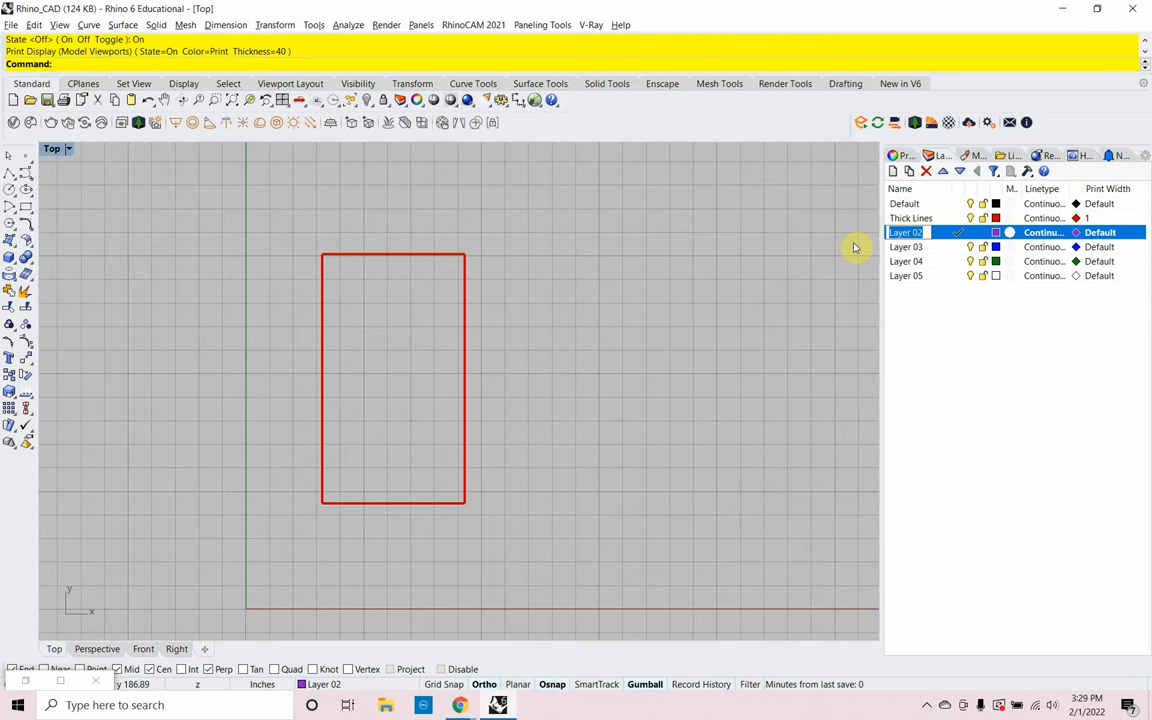 Rhino_CAD (124 KB) - Rhino 6 Educational - [Top]
File Edit View Curve Surface Solid Mesh Dimension Transform Tools Analyze Render Panels RhinoCAM 2021 Paneling Tools V-Ray Help
State <Off> ( On Off Toggle ): On
Print Display (Model Viewports) ( State=On Color=Print Thickness=40 )
Command:
Standard CPlanes Set View Display Select Viewport Layout Visibility Transform Curve Tools Surface Tools Solid Tools Escape Mesh Tools Render Tools Drafting New in V6
Top
Pr... La... M... Li... Re... H... N...
Name M.. Linetype Print Width
Default Continuo... Default
Thick Lines Continuo... 1
Layer 02 Continu... Default
Layer 03 Continuo... Default
Layer 04 Continuo... Default
Layer 05 Continuo... Default
y
x
Top Perspective Front Right
End Near Point Mid Cen Int Perp Tan Quad Knot Vertex Project Disable
y 186.89 z Inches Layer 02 Grid Snap Ortho Planar Osnap SmartTrack Gumball Record History Filter Minutes from last save: 0
Type here to search
3:29 PM
2/1/2022